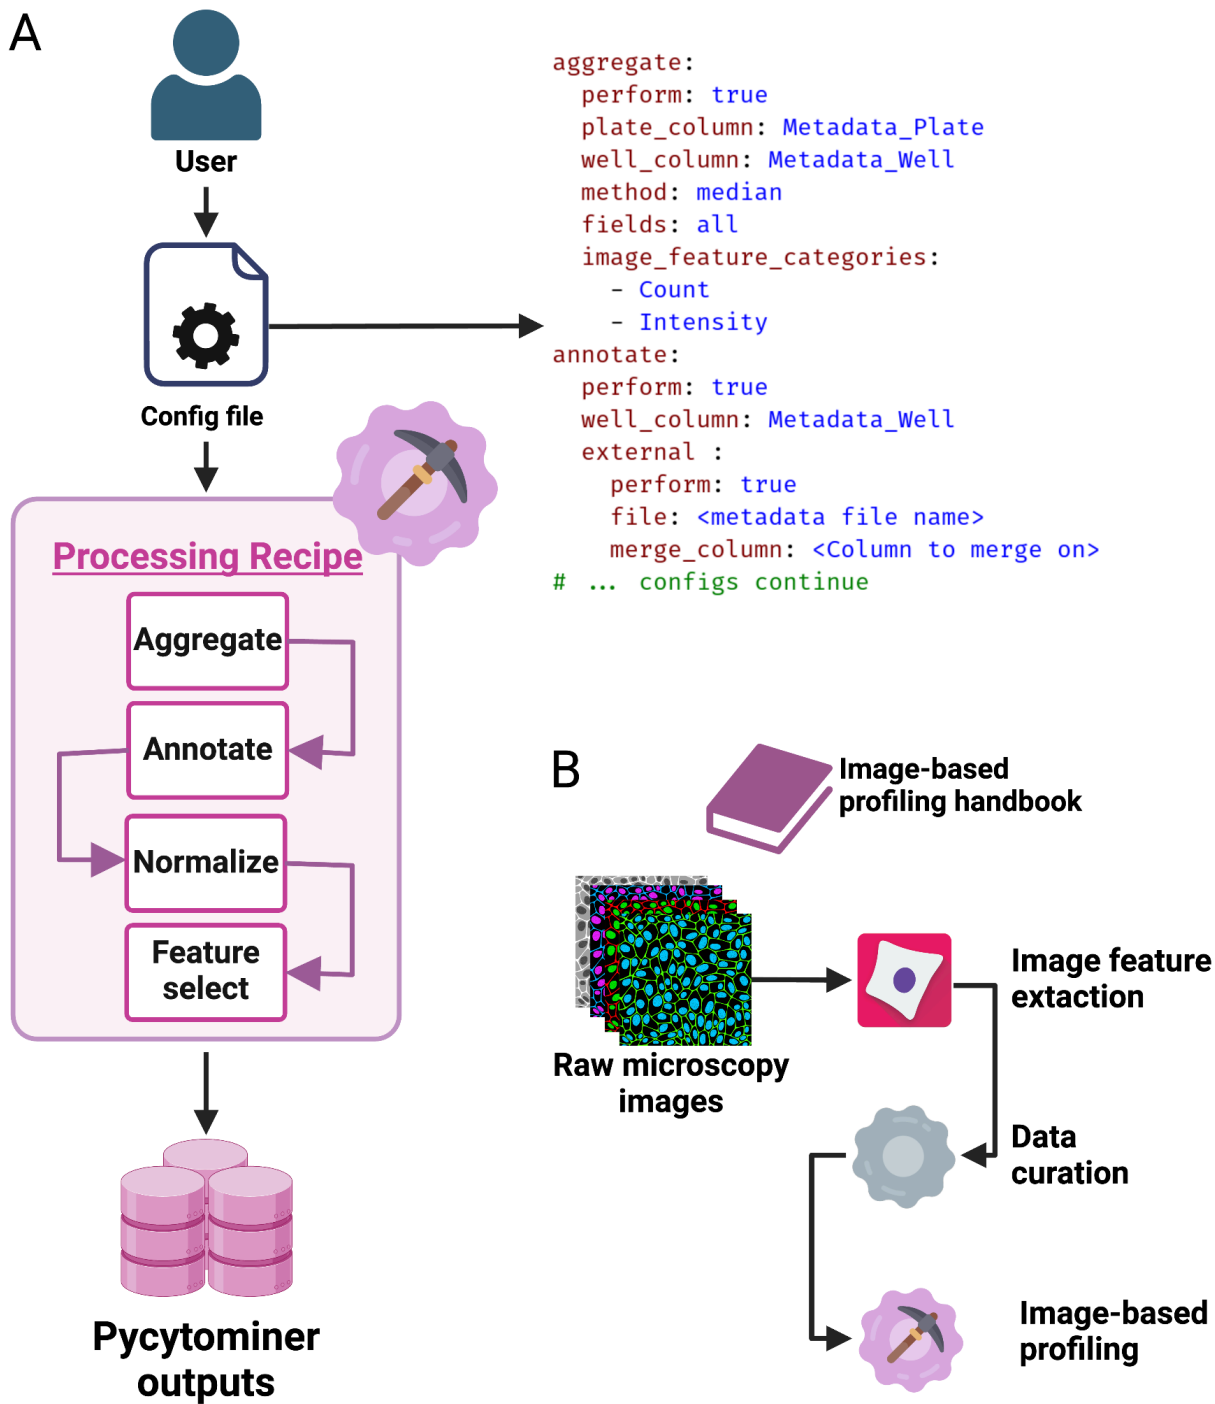 A
User
Config file
aggregate:
perform: true
plate_column: Metadata_Plate
well_column: Metadata_Well
method: median
fields: all
image_feature_categories:
- Count
- Intensity
annotate:
perform: true
well_column: Metadata_Well
external :
perform: true
file: <metadata file name>
merge_column: <Column to merge on>
# ... configs continue
Processing Recipe
Aggregate
Annotate
Normalize
Feature
select
Pycytominer
outputs
B
Image-based
profiling handbook
Raw microscopy
images
Image feature
extaction
Data
curation
Image-based
profiling